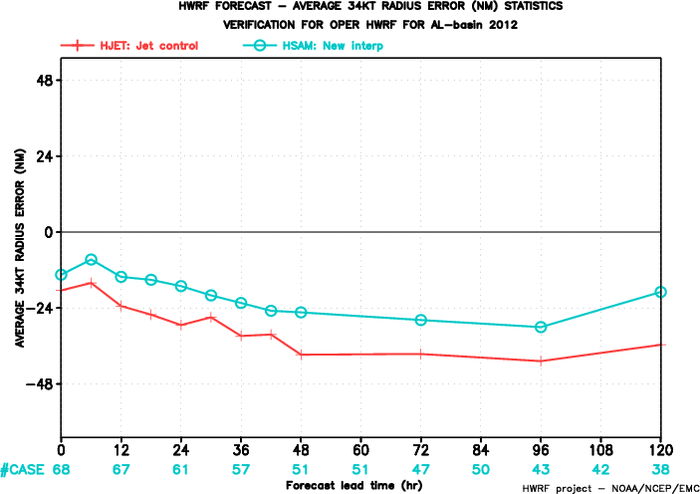 HWRF FORECAST – AVERAGE 34KT RADIUS ERROR (NM) STATISTICS
VERIFICATION FOR OPER HWRF FOR AL-basin 2012
HJET: Jet control HSAM: New interp
AVERAGE 34KT RADIUS ERROR (NM)
48
24
0
-24
-48
0 12 24 36 48 60 72 84 96 108 120
#CASE 68 67 61 57 51 51 47 50 43 42 38
Forecast lead time (hr)
HWRF project – NOAA/NCEP/EMC